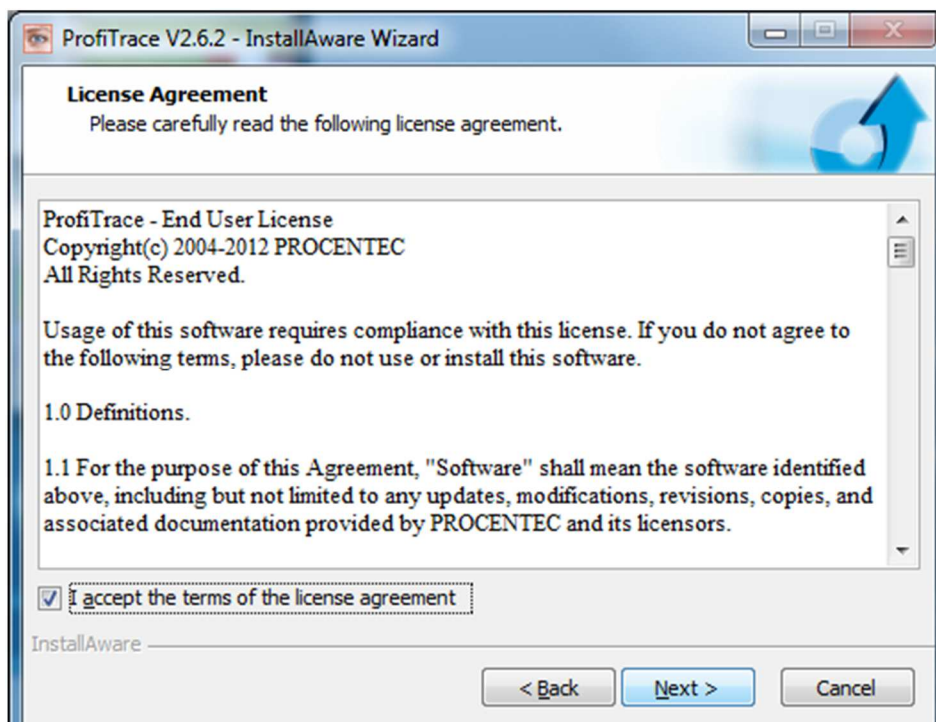 ProfiTrace V2.6.2 - InstallAware Wizard
License Agreement
Please carefully read the following license agreement.
ProfiTrace - End User License
Copyright(c) 2004-2012 PROCENTEC
All Rights Reserved.
Usage of this software requires compliance with this license. If you do not agree to
the following terms, please do not use or install this software.
1.0 Definitions.
1.1 For the purpose of this Agreement, "Software" shall mean the software identified
above, including but not limited to any updates, modifications, revisions, copies, and
associated documentation provided by PROCENTEC and its licensors.
I accept the terms of the license agreement
InstallAware
< Back Next > Cancel